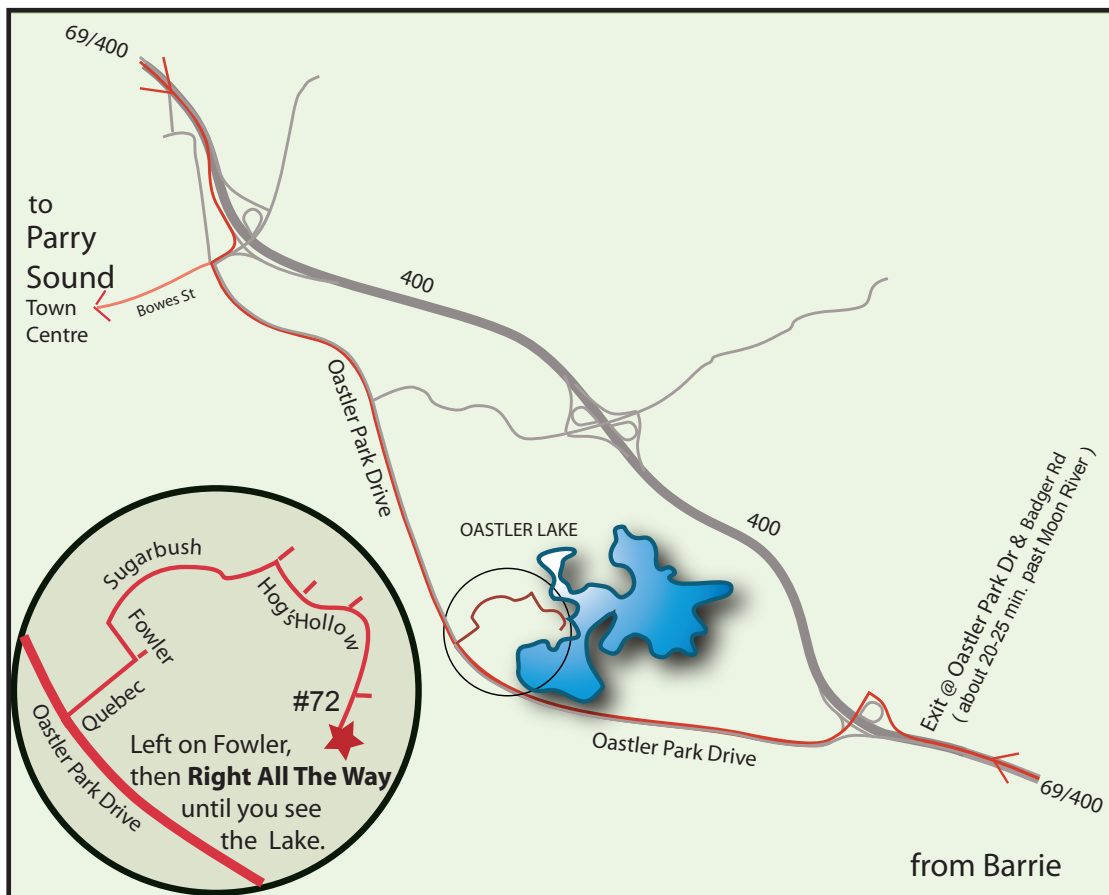 69/400
to
Parry
Sound
Town
Centre
Bowes St
400
Oastler Park Drive
OASTLER LAKE
400
Exit @ Oastler Park Dr & Badger Rd
( about 20-25 min. past Moon River )
Oastler Park Drive
69/400
from Barrie
Sugarbush
Fowler
Hog's Hollow
Quebec
#72
Oastler Park Drive
Left on Fowler,
then Right All The Way
until you see
the Lake.